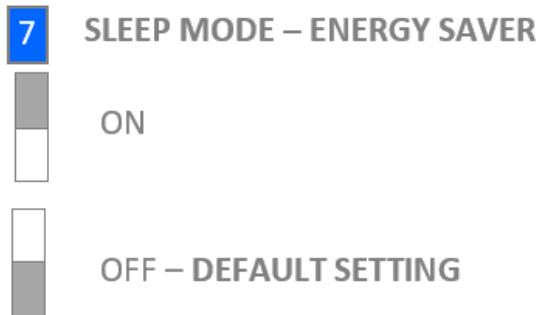 7 SLEEP MODE – ENERGY SAVER
ON
OFF – DEFAULT SETTING